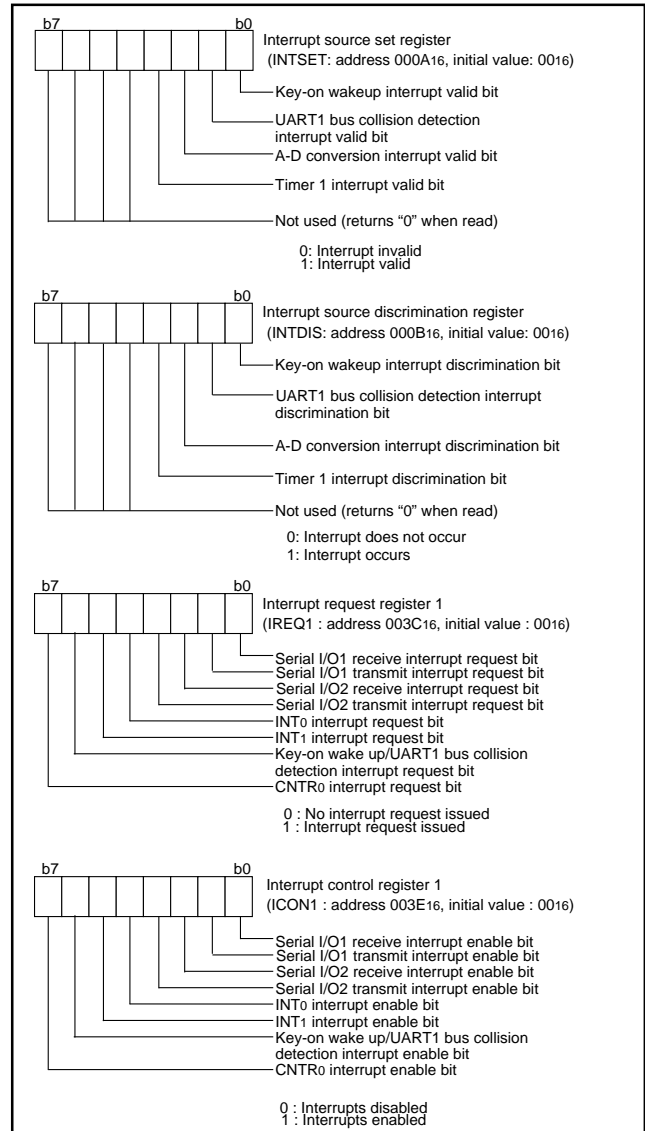 b7 b0
Interrupt source set register
(INTSET: address 000A16, initial value: 0016)
Key-on wakeup interrupt valid bit
UART1 bus collision detection
interrupt valid bit
A-D conversion interrupt valid bit
Timer 1 interrupt valid bit
Not used (returns “0” when read)
0: Interrupt invalid
1: Interrupt valid
b7 b0
Interrupt source discrimination register
(INTDIS: address 000B16, initial value: 0016)
Key-on wakeup interrupt discrimination bit
UART1 bus collision detection interrupt
discrimination bit
A-D conversion interrupt discrimination bit
Timer 1 interrupt discrimination bit
Not used (returns “0” when read)
0: Interrupt does not occur
1: Interrupt occurs
b7 b0
Interrupt request register 1
(IREQ1 : address 003C16, initial value : 0016)
Serial I/O1 receive interrupt request bit
Serial I/O1 transmit interrupt request bit
Serial I/O2 receive interrupt request bit
Serial I/O2 transmit interrupt request bit
INT0 interrupt request bit
INT1 interrupt request bit
Key-on wake up/UART1 bus collision
detection interrupt request bit
CNTR0 interrupt request bit
0 : No interrupt request issued
1 : Interrupt request issued
b7 b0
Interrupt control register 1
(ICON1 : address 003E16, initial value : 0016)
Serial I/O1 receive interrupt enable bit
Serial I/O1 transmit interrupt enable bit
Serial I/O2 receive interrupt enable bit
Serial I/O2 transmit interrupt enable bit
INT0 interrupt enable bit
INT1 interrupt enable bit
Key-on wake up/UART1 bus collision
detection interrupt enable bit
CNTR0 interrupt enable bit
0 : Interrupts disabled
1 : Interrupts enabled